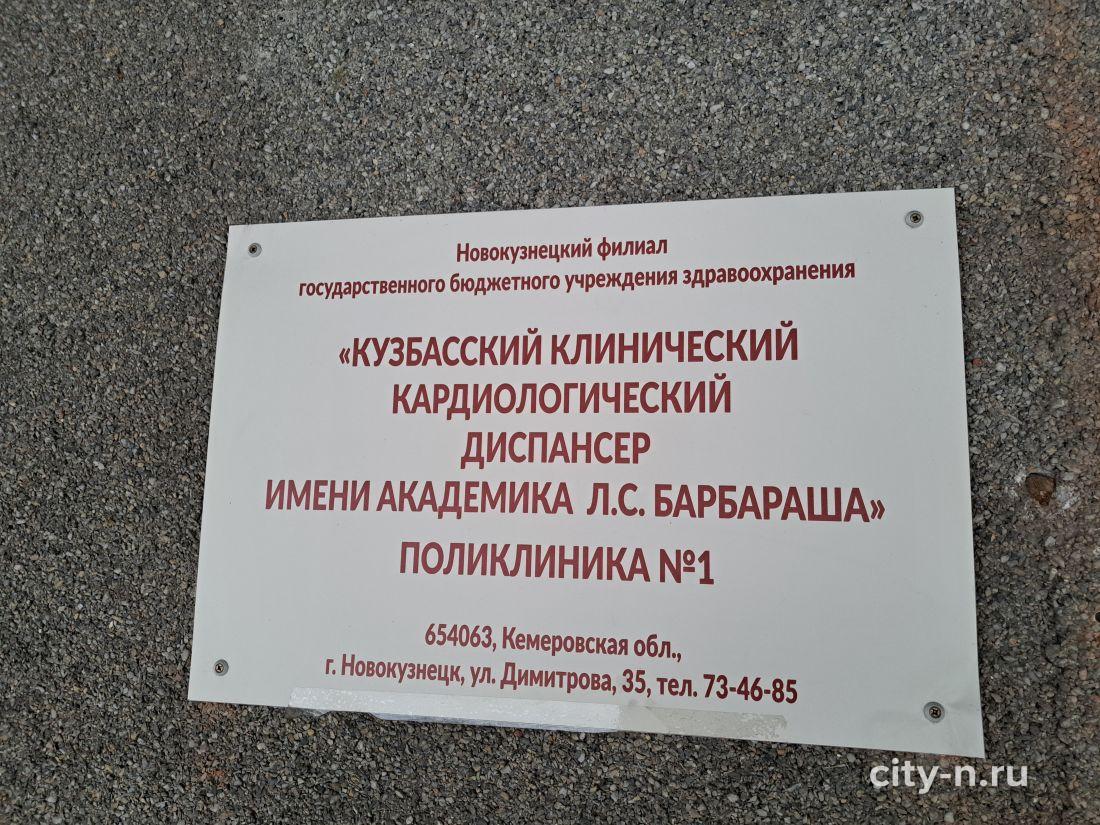 Новокузнецкий филиал
государственного бюджетного учреждения здравоохранения
«КУЗБАССКИЙ КЛИНИЧЕСКИЙ
КАРДИОЛОГИЧЕСКИЙ
ДИСПАНСЕР
ИМЕНИ АКАДЕМИКА Л.С. БАРБАРАША»
ПОЛИКЛИНИКА №1
654063, Кемеровская обл.,
г. Новокузнецк, ул. Димитрова, 35, тел. 73-46-85
city-n.ru